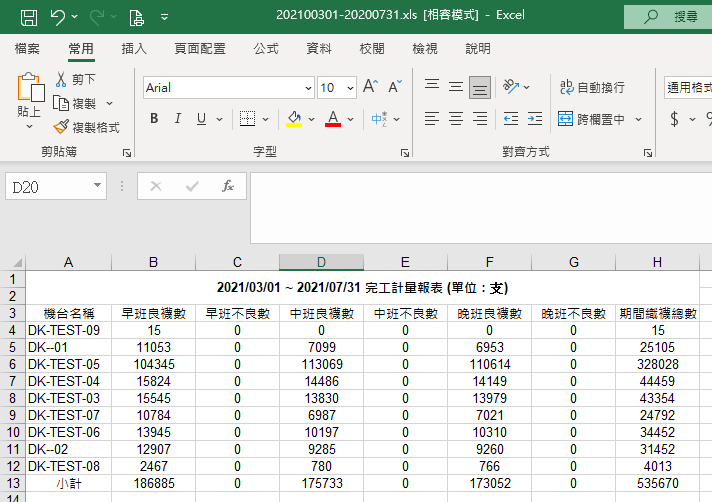 202100301-20200731.xls [相容模式] - Excel
搜尋
檔案 常用 插入 頁面配置 公式 資料 校閱 檢視 說明
貼上 剪下 複製 複製格式
Arial 10 A A
B I U A 中
ab 自動換行
跨欄置中
通用格式
$ %
剪貼簿 字型 對齊方式
D20 fx
A B C D E F G H
1 2021/03/01 ~ 2021/07/31 完工計量報表 (單位：支)
2
3 機台名稱 早班良襪數 早班不良數 中班良襪數 中班不良數 晚班良襪數 晚班不良數 期間織襪總數
4 DK-TEST-09 15 0 0 0 0 0 15
5 DK--01 11053 0 7099 0 6953 0 25105
6 DK-TEST-05 104345 0 113069 0 110614 0 328028
7 DK-TEST-04 15824 0 14486 0 14149 0 44459
8 DK-TEST-03 15545 0 13830 0 13979 0 43354
9 DK-TEST-07 10784 0 6987 0 7021 0 24792
10 DK-TEST-06 13945 0 10197 0 10310 0 34452
11 DK--02 12907 0 9285 0 9260 0 31452
12 DK-TEST-08 2467 0 780 0 766 0 4013
13 小計 186885 0 175733 0 173052 0 535670
14